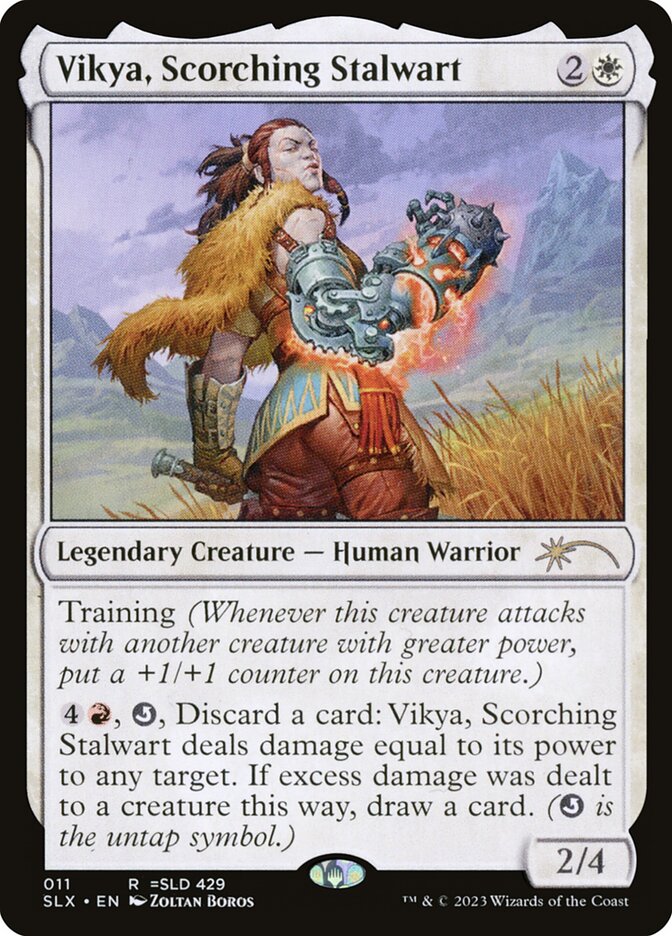 Vikya, Scorching Stalwart 2
Legendary Creature — Human Warrior
Training (Whenever this creature attacks
with another creature with greater power,
put a +1/+1 counter on this creature.)
4, , Discard a card: Vikya, Scorching
Stalwart deals damage equal to its power
to any target. If excess damage was dealt
to a creature this way, draw a card. ( is
the untap symbol.)
2/4
011 R =SLD 429
SLX • EN Zoltan Boros
™ & © 2023 Wizards of the Coast